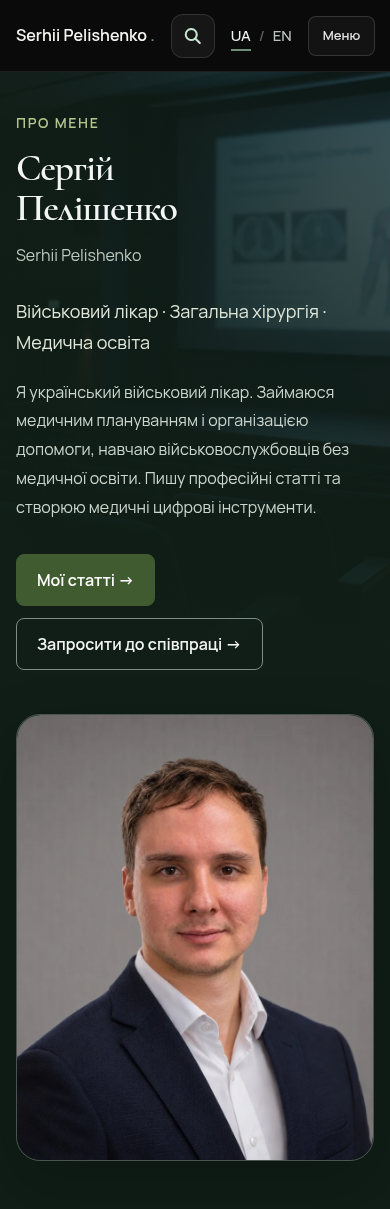 Serhii Pelishenko .
UA / EN
Меню
ПРО МЕНЕ
Сергій
Пелішенко
Serhii Pelishenko
Військовий лікар · Загальна хірургія ·
Медична освіта
Я український військовий лікар. Займаюся
медичним плануванням і організацією
допомоги, навчаю військовослужбовців без
медичної освіти. Пишу професійні статті та
створюю медичні цифрові інструменти.
Мої статті →
Запросити до співпраці →